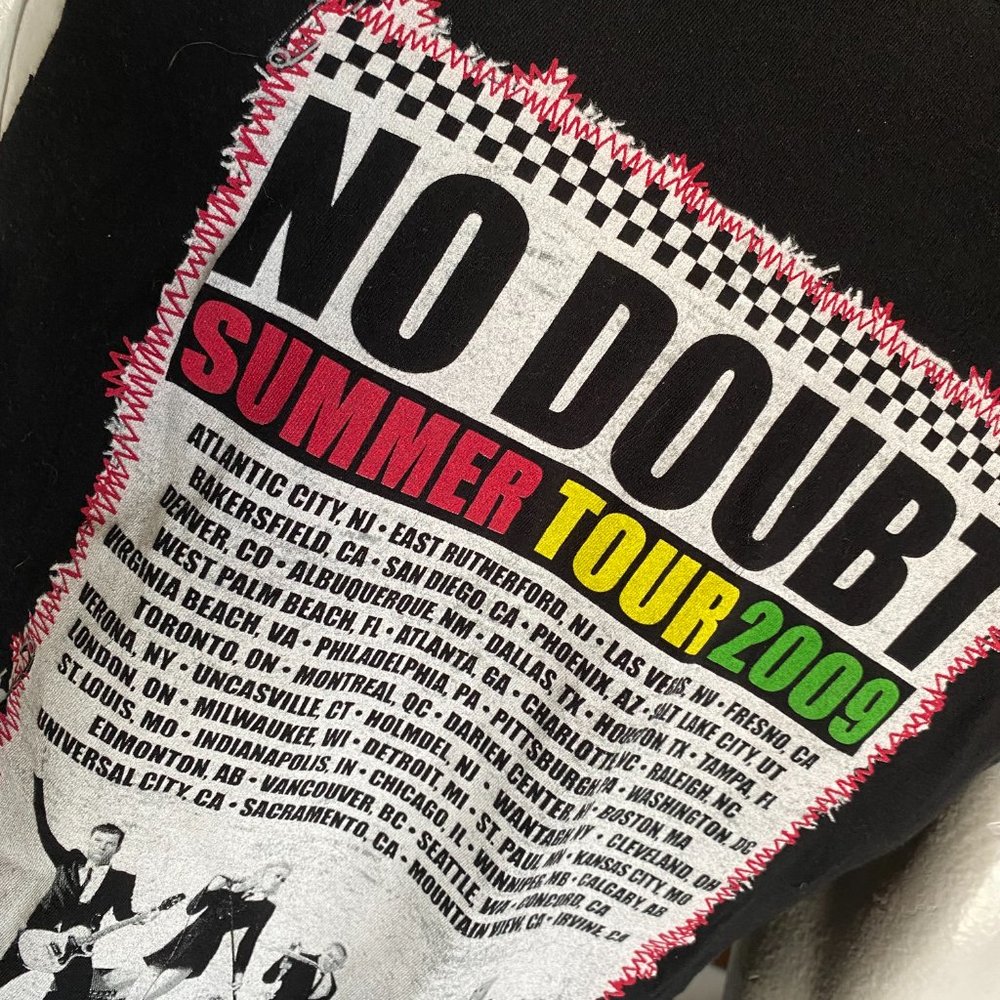 NO DOUBT
SUMMER TOUR 2009
ATLANTIC CITY, NJ • EAST RUTHERFORD, NJ • LAS VEGAS, NV • FRESNO, CA
BAKERSFIELD, CA • SAN DIEGO, CA • PHOENIX, AZ • SALT LAKE CITY, UT
DENVER, CO • ALBUQUERQUE, NM • DALLAS, TX • HOUSTON TX • TAMPA, FL
WEST PALM BEACH, FL • ATLANTA, GA • CHARLOTTE, NC • RALEIGH, NC
VIRGINIA BEACH, VA • PHILADELPHIA, PA • PITTSBURGH, PA • WASHINGTON, DC
TORONTO, ON • MONTREAL, QC • DARIEN CENTER, NY • BOSTON, MA
VERONA, NY • UNCASVILLE, CT • HOLMDEL, NJ • WANTAGH, NY • CLEVELAND, OH
LONDON, ON • MILWAUKEE, WI • DETROIT, MI • ST. PAUL, MN • KANSAS CITY, MO
ST. LOUIS, MO • INDIANAPOLIS, IN • CHICAGO, IL • WINNIPEG, MB • CALGARY AB
EDMONTON, AB • VANCOUVER, BC • SEATTLE, WA • CONCORD, CA
UNIVERSAL CITY, CA • SACRAMENTO, CA • MOUNTAIN VIEW, CA • IRVINE, CA